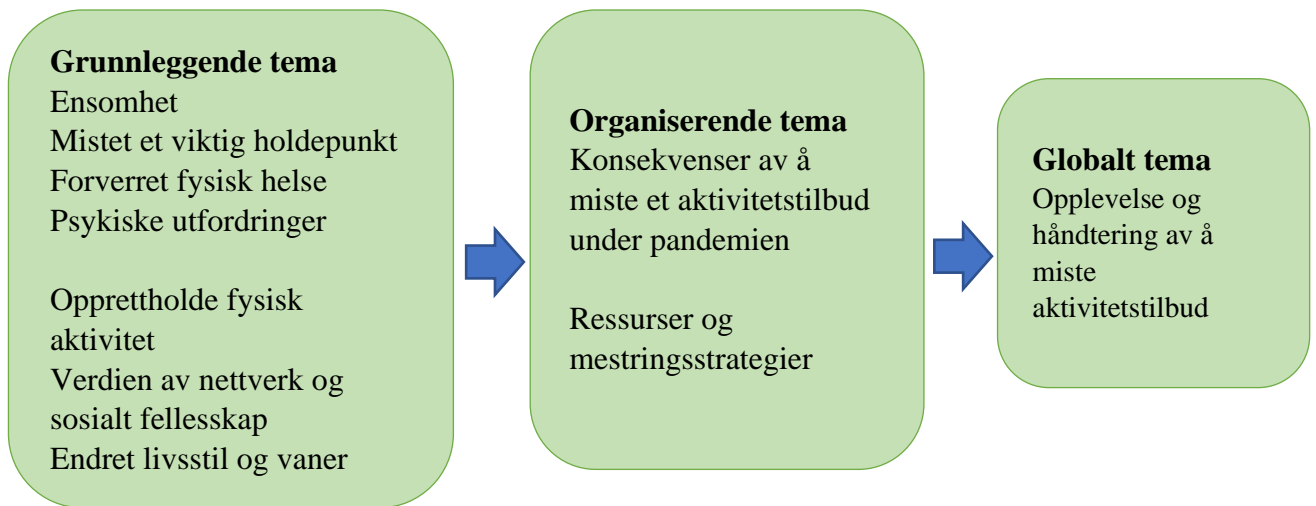 Grunnleggende tema
Ensomhet
Mistet et viktig holdepunkt
Forverret fysisk helse
Psykiske utfordringer
Opprettholde fysisk
aktivitet
Verdien av nettverk og
sosialt fellesskap
Endret livsstil og vaner
Organiserende tema
Konsekvenser av å
miste et aktivitetstilbud
under pandemien
Ressurser og
mestringsstrategier
Globalt tema
Opplevelse og
håndtering av å
miste
aktivitetstilbud